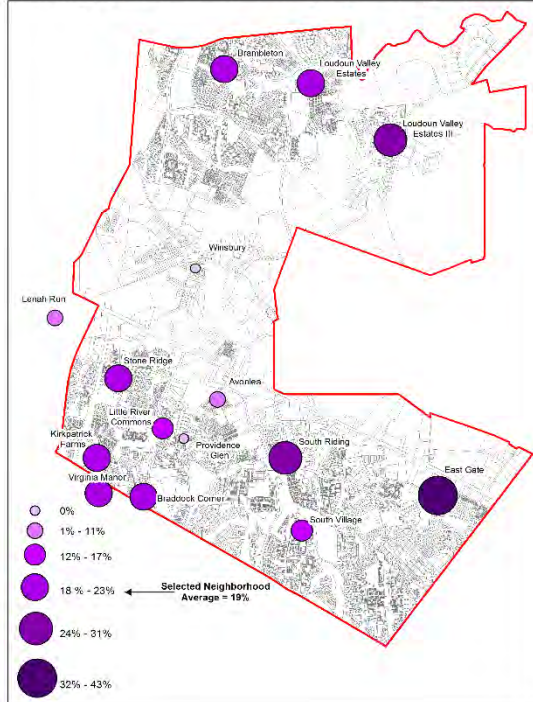 Brambleton
Loudoun Valley
Estates
Loudoun Valley
Estates III
Winsbury
Lenah Run
Stone Ridge
Avonlea
Little River
Commons
Kirkpatrick
Farms
Providence
Glen
South Riding
East Gate
Virginia Manor
Braddock Corner
South Village
0%
1% - 11%
12% - 17%
18 % - 23%
Selected Neighborhood
Average = 19%
24% - 31%
32% - 43%